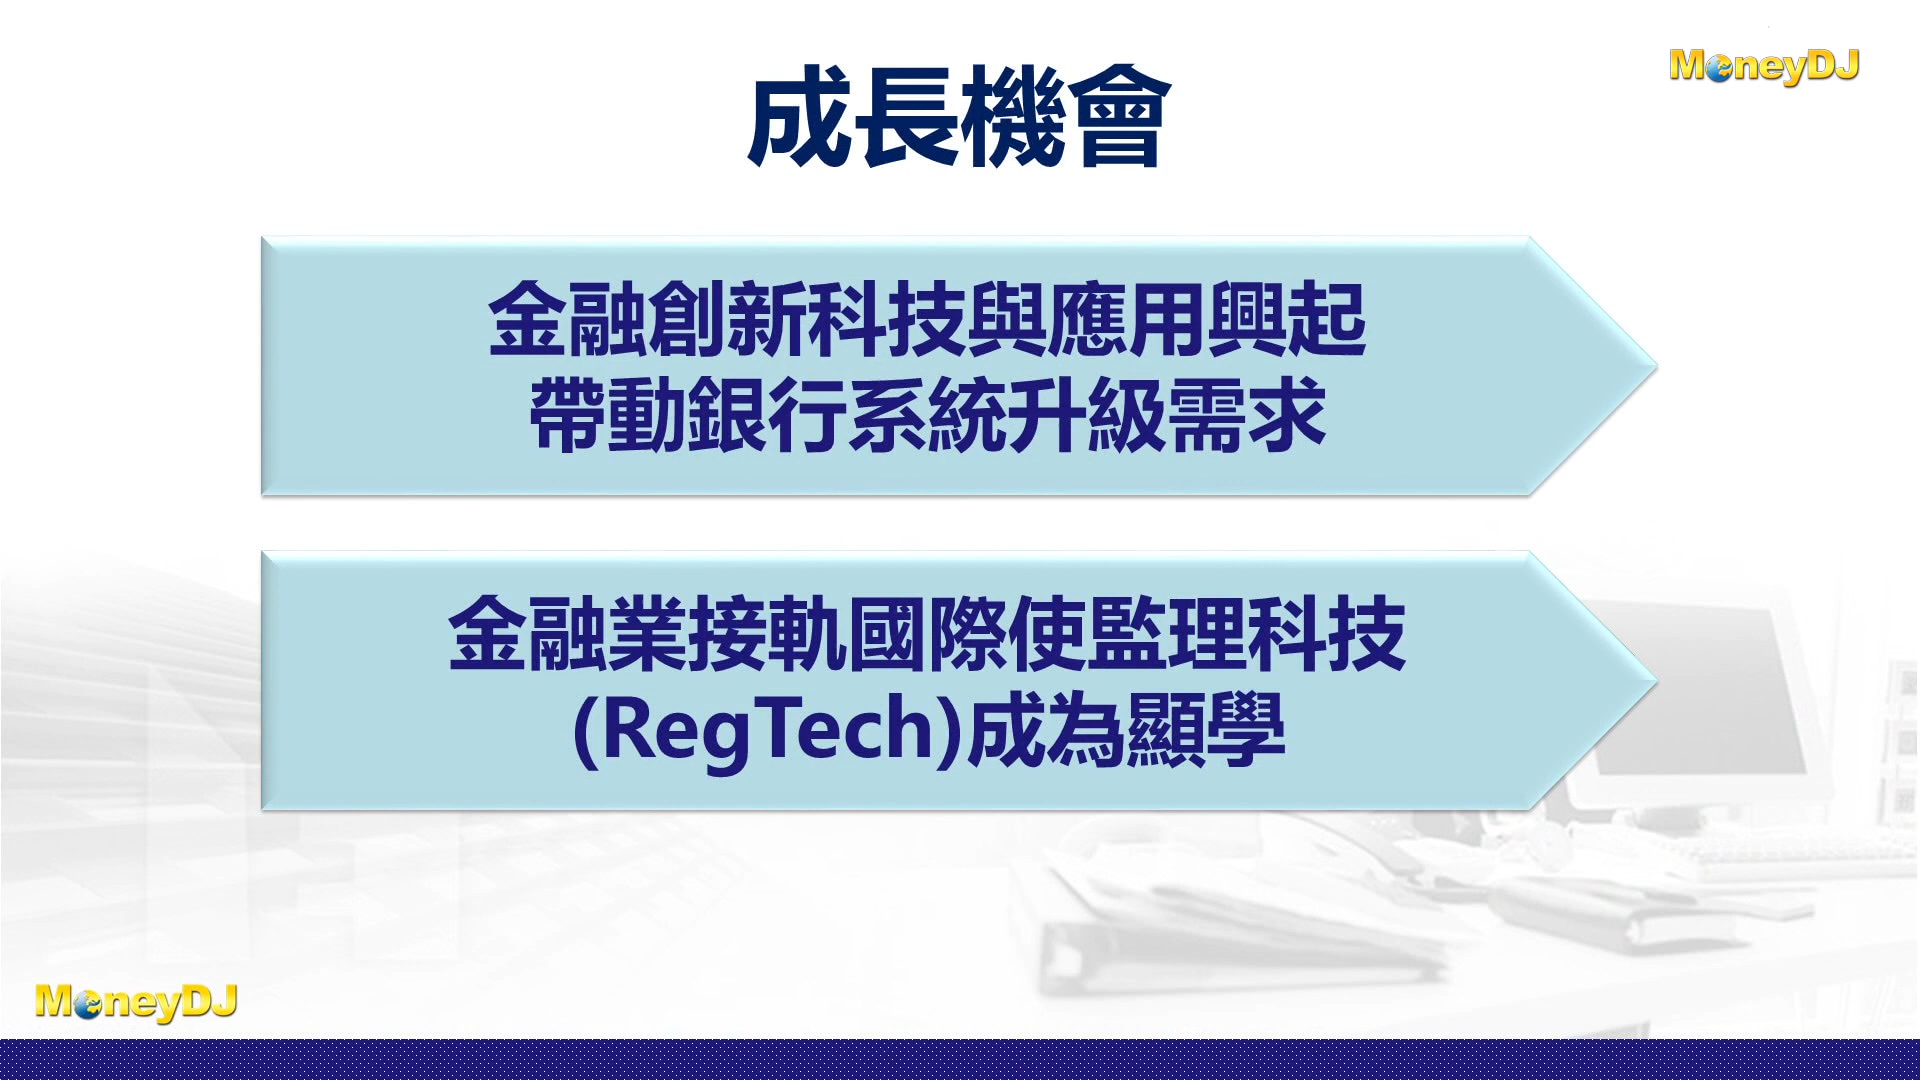 成長機會
MoneyDJ
金融創新科技與應用興起
帶動銀行系統升級需求
金融業接軌國際使監理科技
(RegTech)成為顯學
MoneyDJ